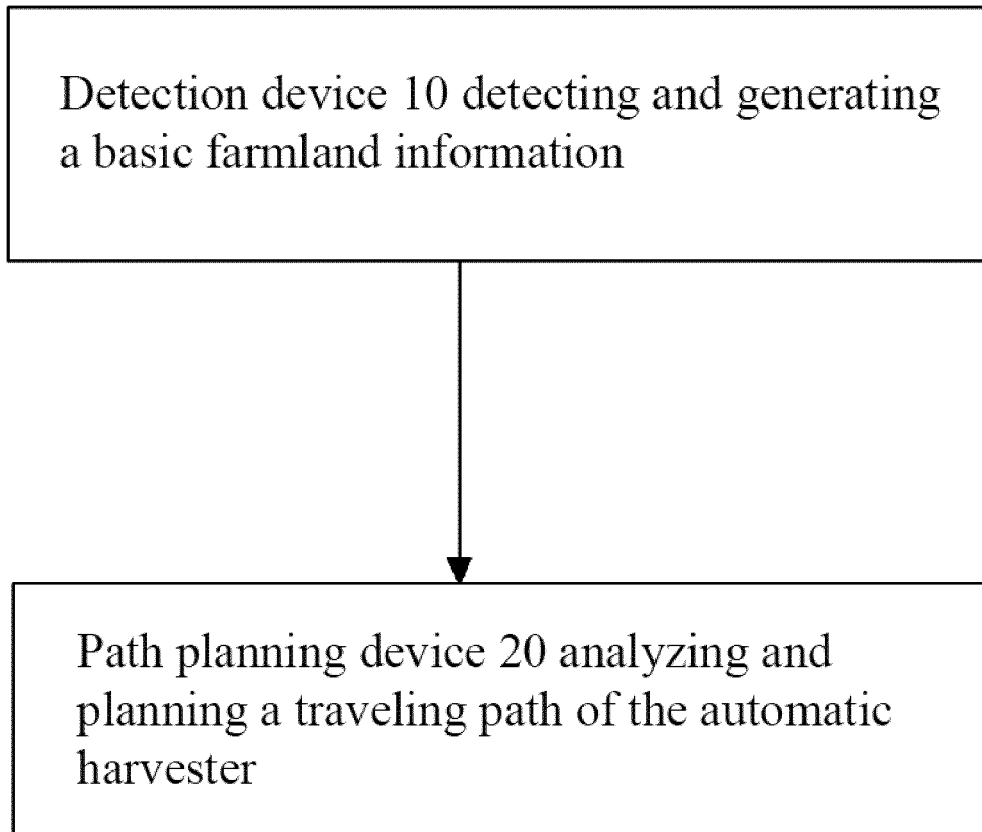 Detection device 10 detecting and generating
a basic farmland information
Path planning device 20 analyzing and
planning a traveling path of the automatic
harvester